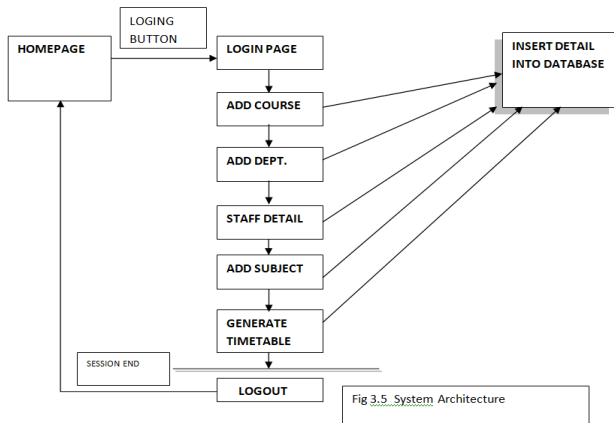 LOGING
BUTTON
HOMEPAGE
LOGIN PAGE
INSERT DETAIL
INTO DATABASE
ADD COURSE
ADD DEPT.
STAFF DETAIL
ADD SUBJECT
GENERATE
TIMETABLE
SESSION END
LOGOUT
Fig 3.5 System Architecture